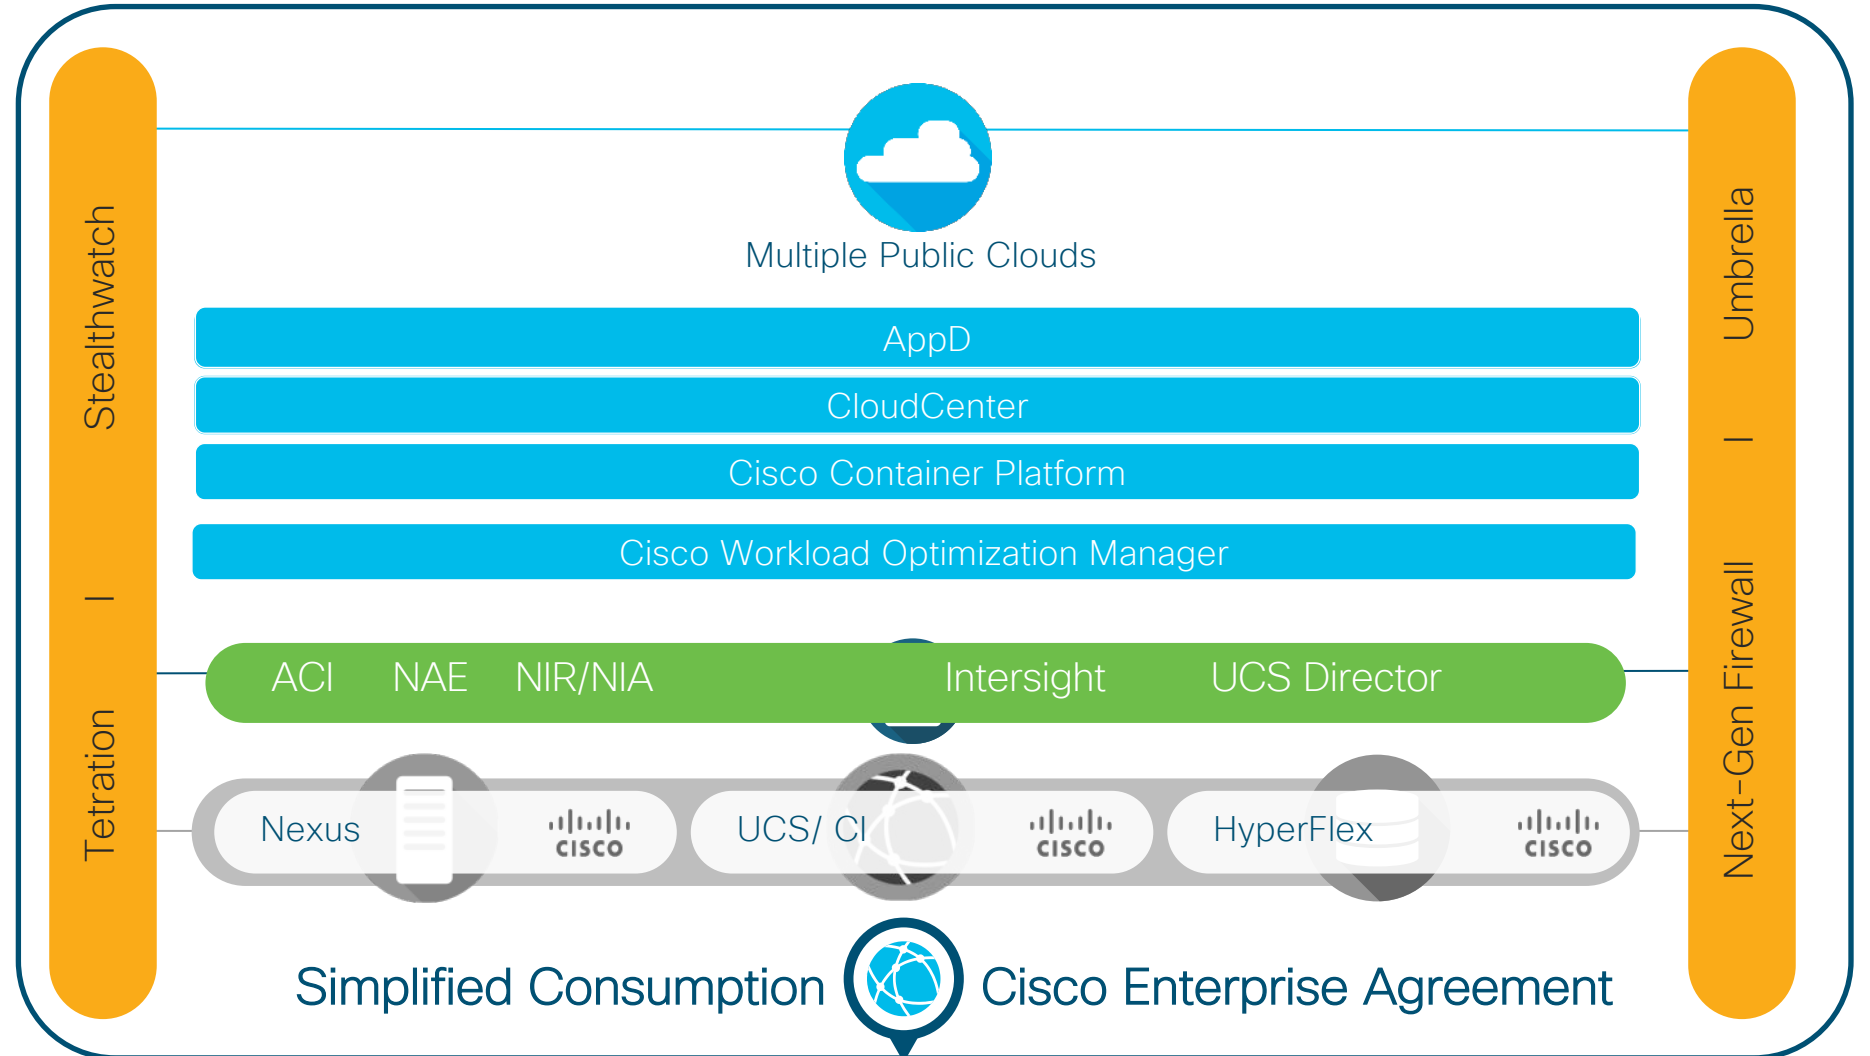 Multiple Public Clouds
AppD
CloudCenter
Cisco Container Platform
Cisco Workload Optimization Manager
ACI NAE NIR/NIA Intersight UCS Director
Nexus
CISCO
UCS/ CI
CISCO
HyperFlex
CISCO
Tetration | Stealthwatch
Next-Gen Firewall | Umbrella
Simplified Consumption Cisco Enterprise Agreement